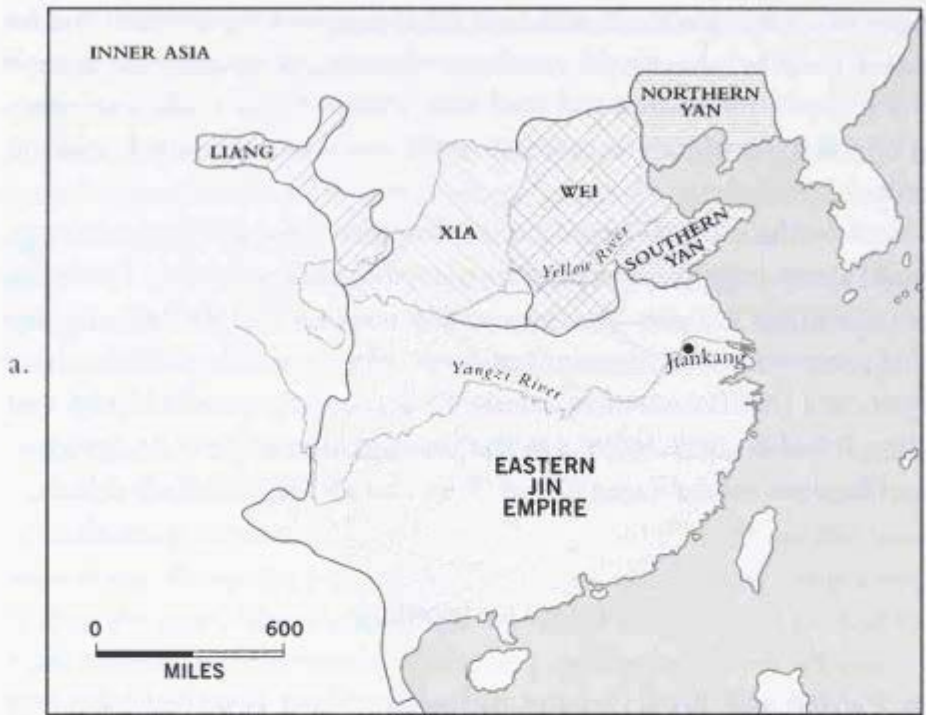 INNER ASIA
NORTHERN
YAN
LIANG
WEI
XIA
SOUTHERN
YAN
Yellow River
Jiankang
a.
Yangzi River
EASTERN
JIN
EMPIRE
0 600
MILES